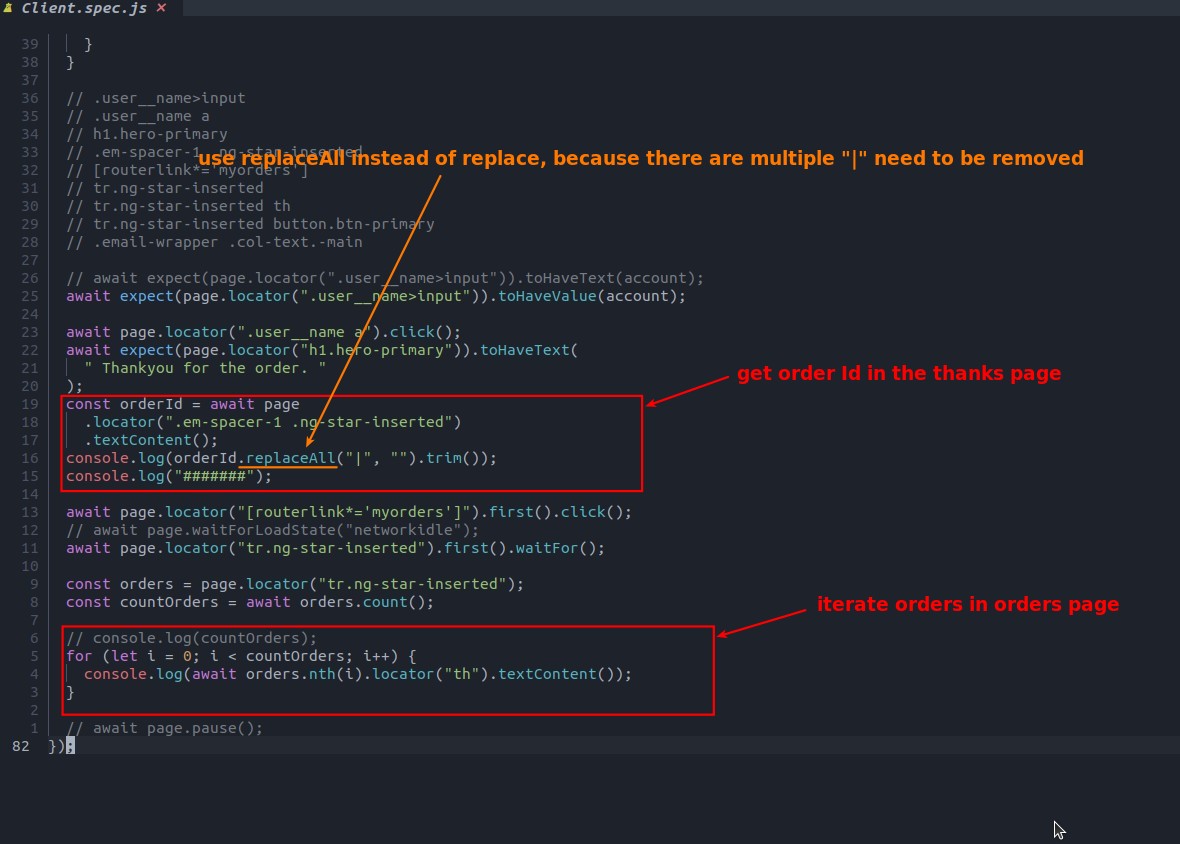 Client.spec.js ×
39 }
38 }
37
36 // .user__name>input
35 // .user__name a
34 // h1.hero-primary
33 // .em-spacer-1 .ng-star-inserted
use replaceAll instead of replace, because there are multiple "|" need to be removed
32 // [routerlink*='myorders']
31 // tr.ng-star-inserted
30 // tr.ng-star-inserted th
29 // tr.ng-star-inserted button.btn-primary
28 // .email-wrapper .col-text.-main
27
26 // await expect(page.locator(".user__name>input")).toHaveText(account);
25 await expect(page.locator(".user__name>input")).toHaveValue(account);
24
23 await page.locator(".user__name a").click();
22 await expect(page.locator("h1.hero-primary")).toHaveText(
21 " Thankyou for the order. "
get order Id in the thanks page
20 );
19 const orderId = await page
18 .locator(".em-spacer-1 .ng-star-inserted")
17 .textContent();
16 console.log(orderId.replaceAll("|", "").trim());
15 console.log("#######");
14
13 await page.locator("[routerlink*='myorders']").first().click();
12 // await page.waitForLoadState("networkidle");
11 await page.locator("tr.ng-star-inserted").first().waitFor();
10
9 const orders = page.locator("tr.ng-star-inserted");
8 const countOrders = await orders.count();
iterate orders in orders page
7
6 // console.log(countOrders);
5 for (let i = 0; i < countOrders; i++) {
4 console.log(await orders.nth(i).locator("th").textContent());
3 }
2
1 // await page.pause();
82 });